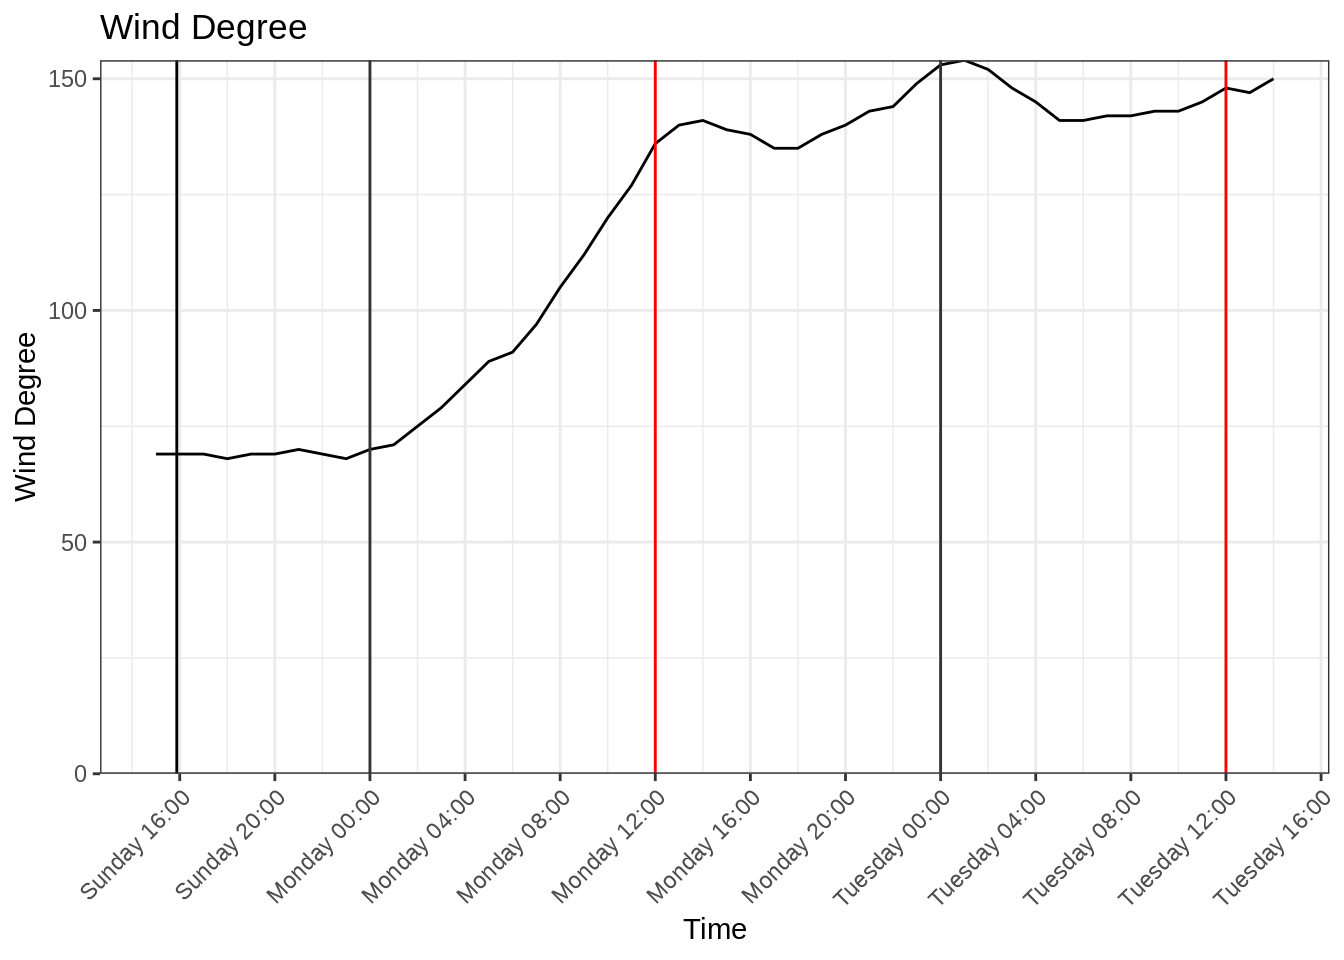 Wind Degree
150
100
50
0
Wind Degree
Sunday 16:00
Sunday 20:00
Monday 00:00
Monday 04:00
Monday 08:00
Monday 12:00
Monday 16:00
Monday 20:00
Tuesday 00:00
Tuesday 04:00
Tuesday 08:00
Tuesday 12:00
Tuesday 16:00
Time